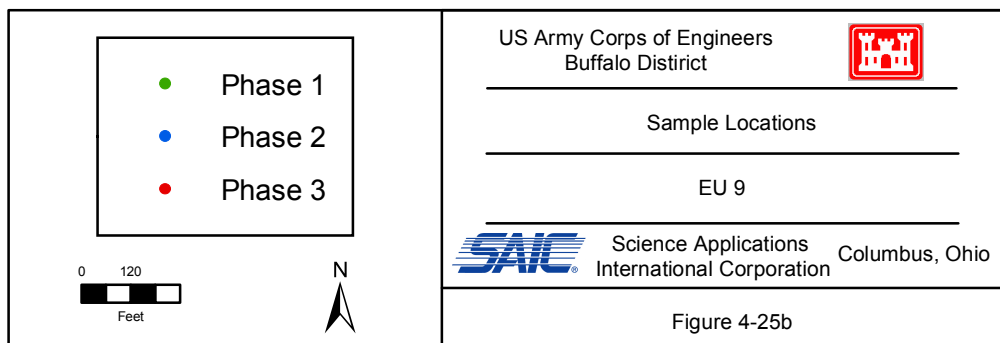 Phase 1
Phase 2
Phase 3
0 120
Feet
N
US Army Corps of Engineers
Buffalo Distirict
Sample Locations
EU 9
SAIC®
Science Applications
International Corporation
Columbus, Ohio
Figure 4-25b